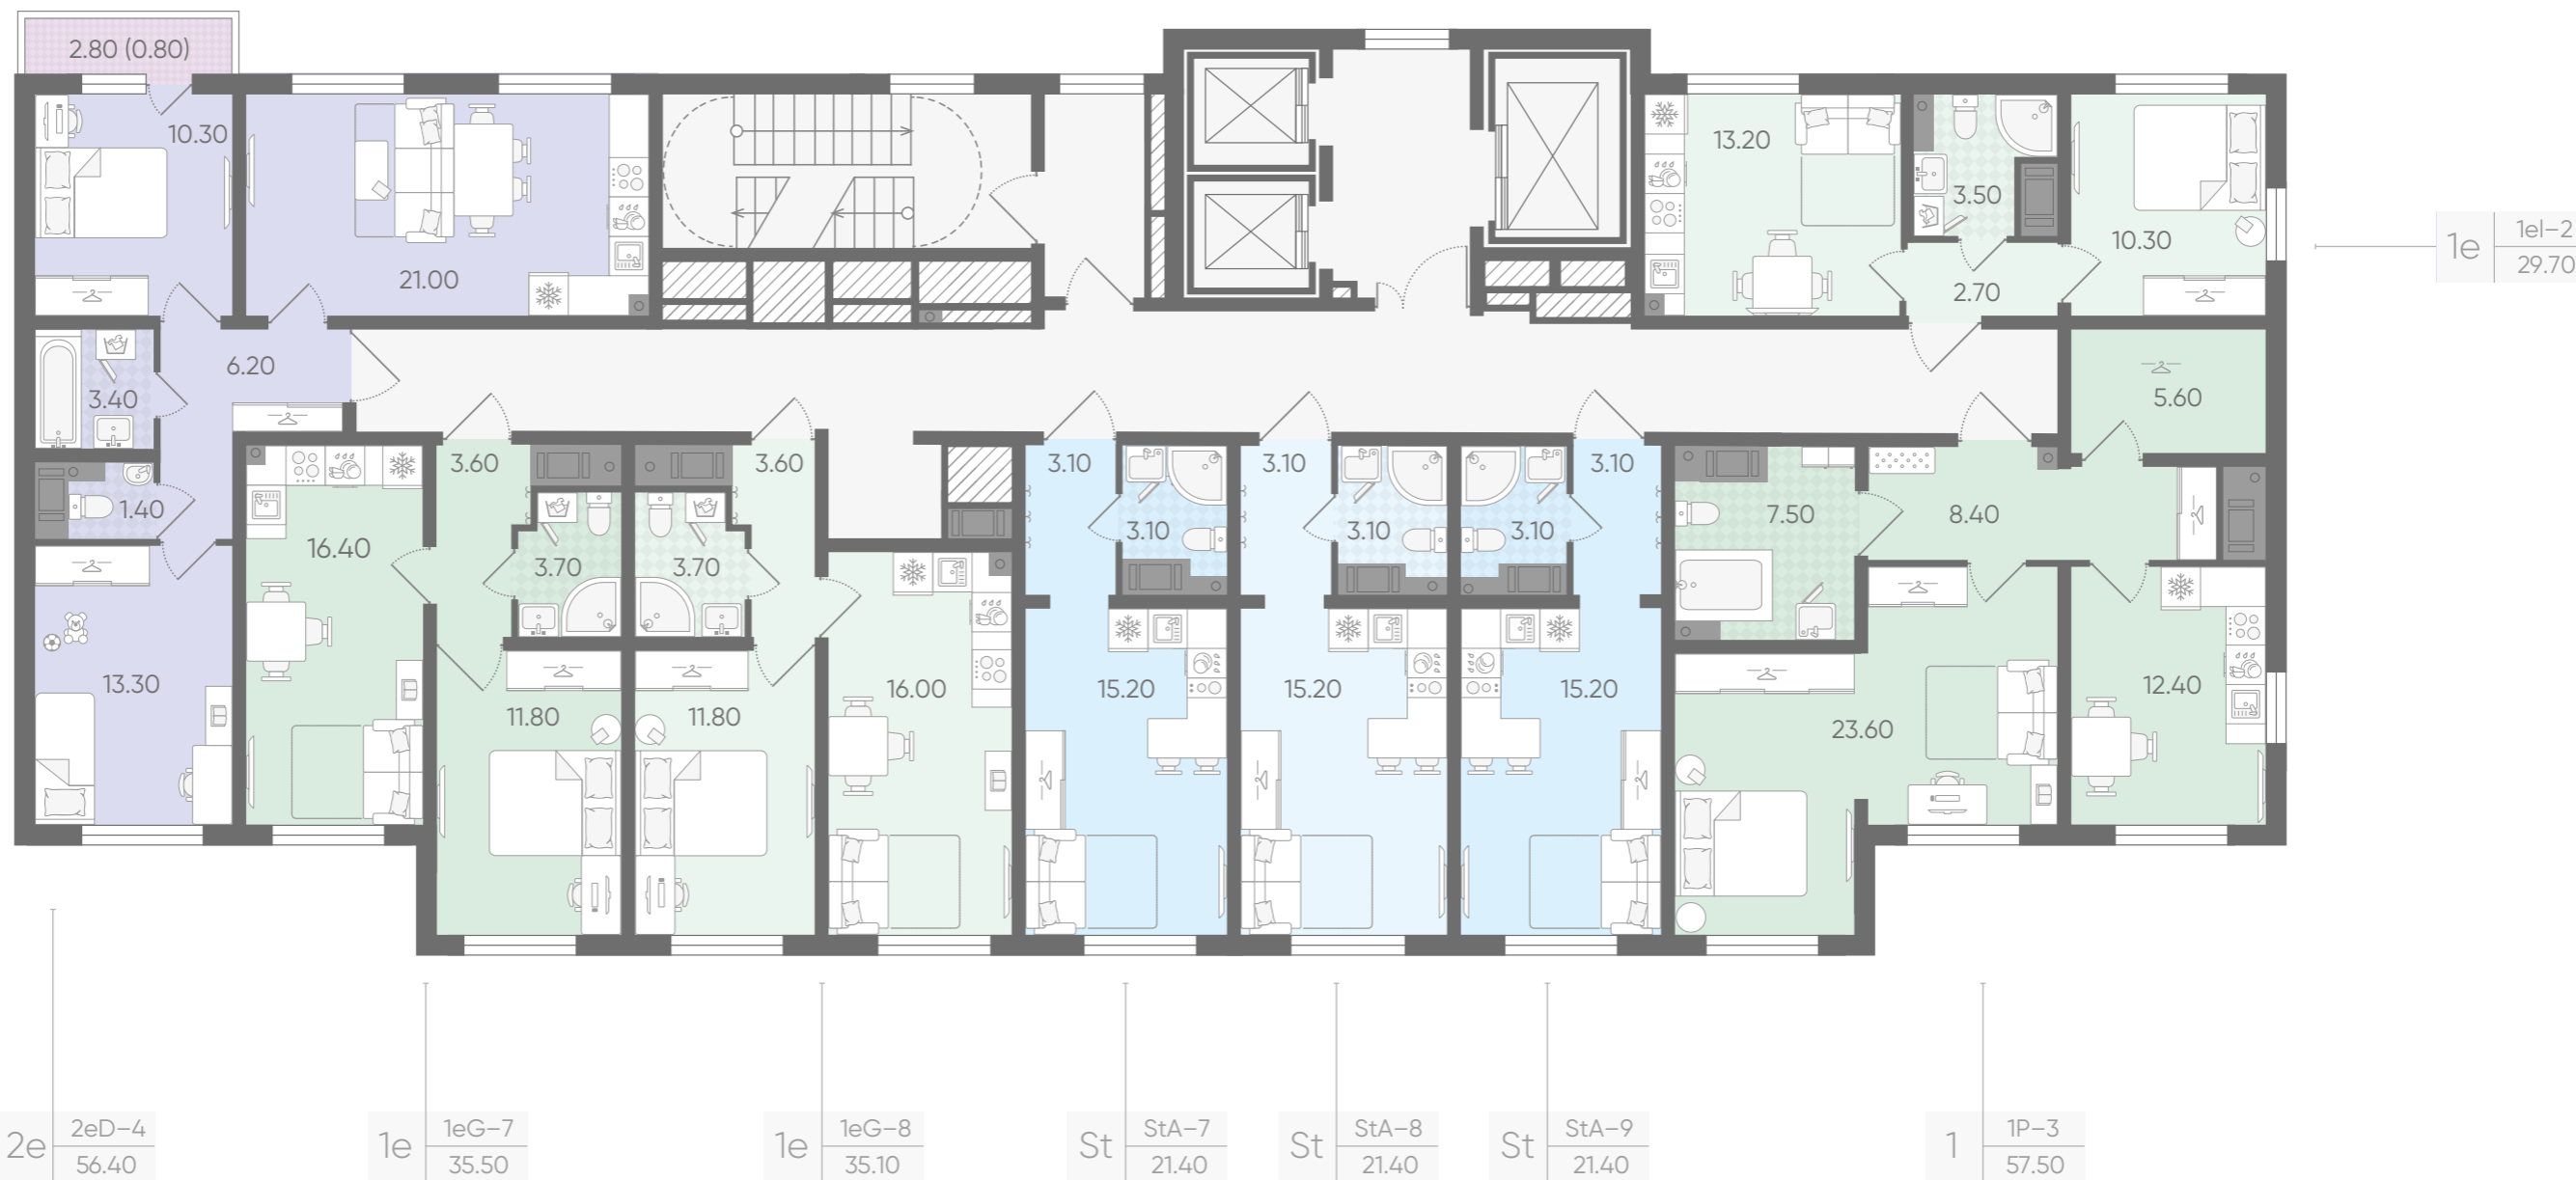 2.80 (0.80)
10.30
21.00
13.20
3.50
10.30
2.70
1e
1el–2
29.70
6.20
3.40
5.60
3.60
3.60
3.10
3.10
3.10
1.40
16.40
3.70
3.70
3.10
3.10
3.10
7.50
8.40
13.30
11.80
11.80
16.00
15.20
15.20
15.20
23.60
12.40
2e
2eD–4
56.40
1e
1eG–7
35.50
1e
1eG–8
35.10
St
StA–7
21.40
St
StA–8
21.40
St
StA–9
21.40
1
1P–3
57.50